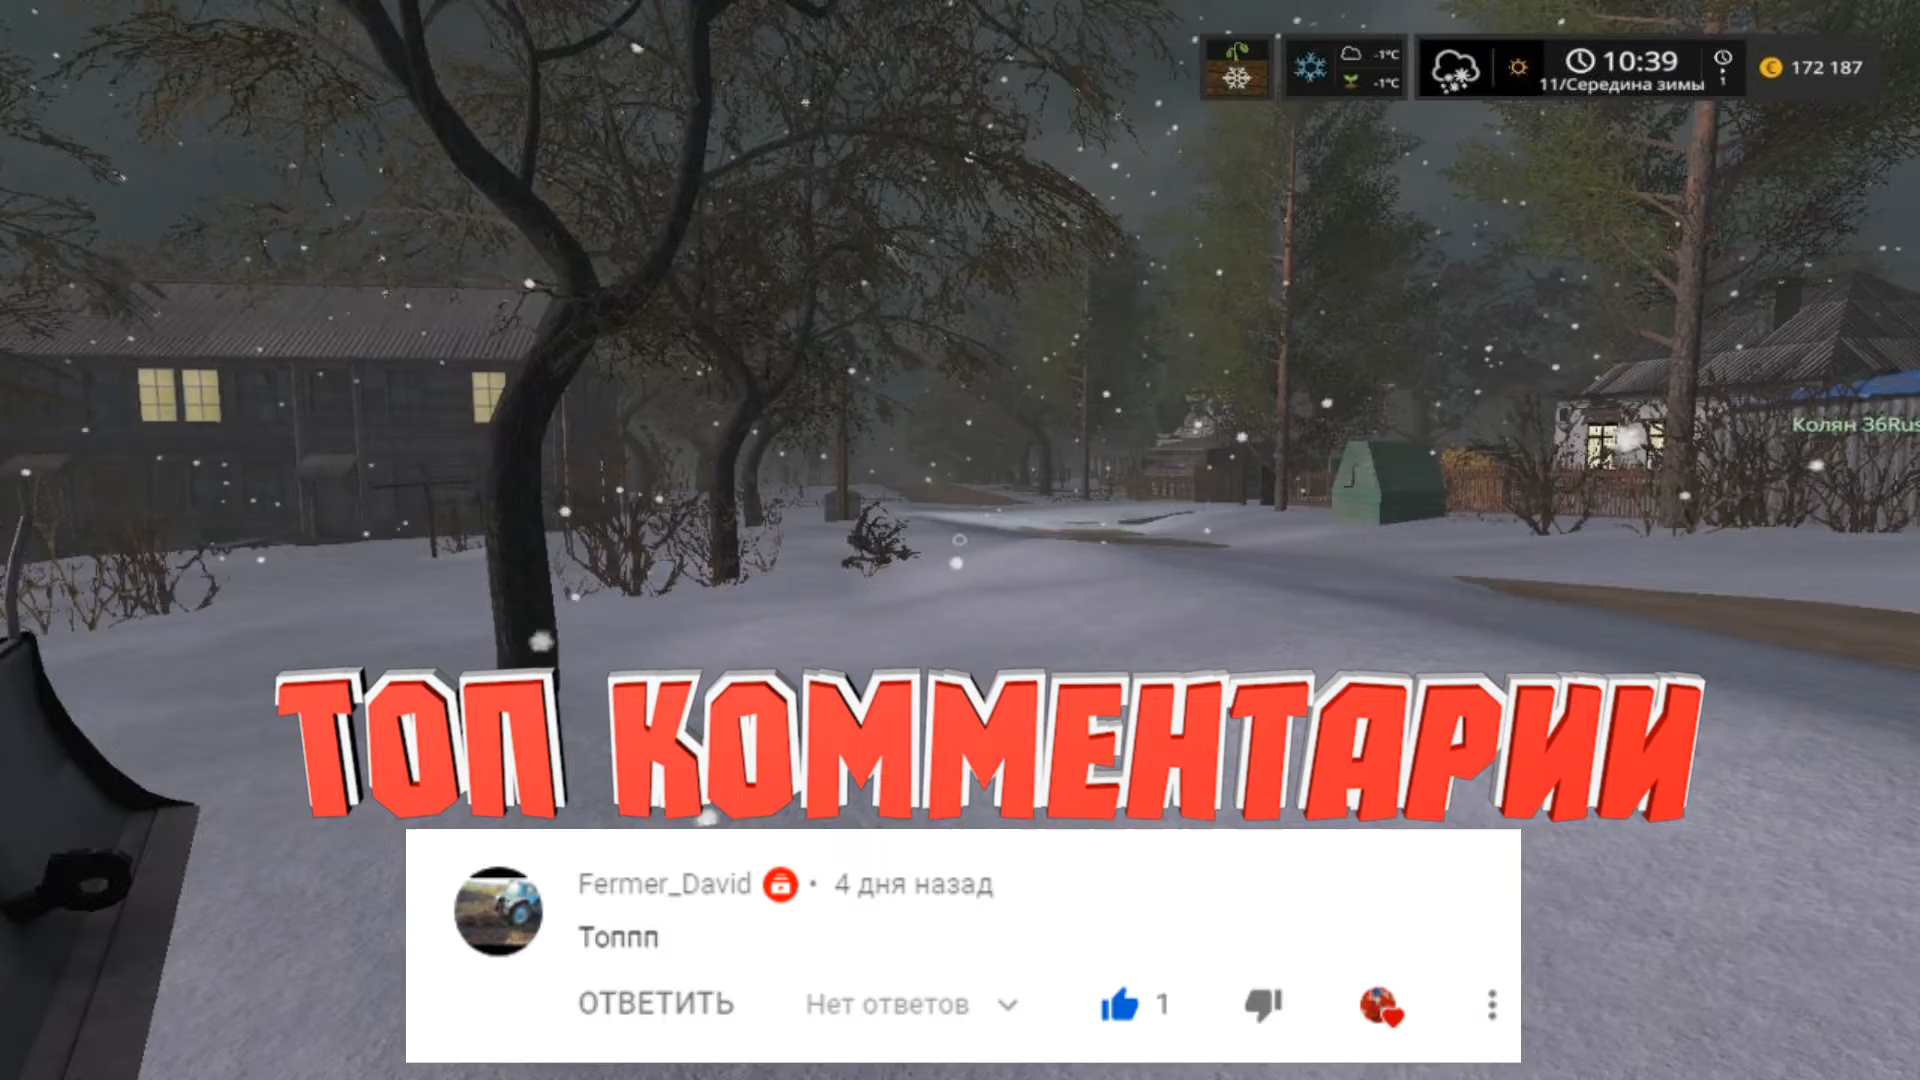 -1°C
-1°C
10:39
11/Середина зимы
1
172 187
Колян 36Rus
ТОП КОММЕНТАРИИ
Fermer_David • 4 дня назад
Топпп
ОТВЕТИТЬ
Нет ответов
1